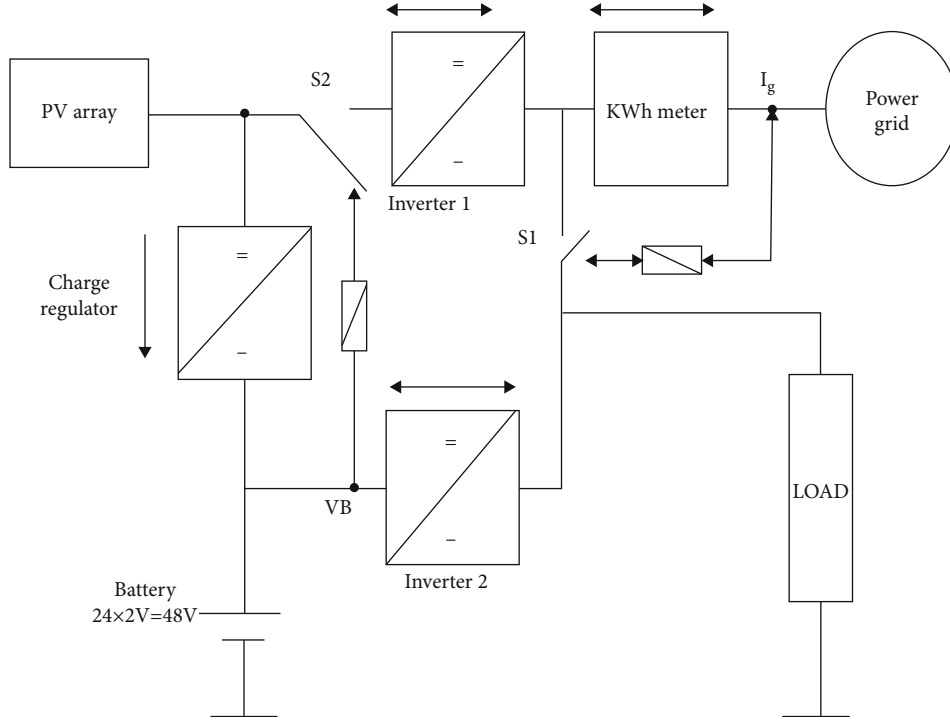 PV array
S2
=
–
Inverter 1
KWh meter
I_g
Power
grid
S1
Charge
regulator
=
–
=
–
VB
Inverter 2
LOAD
Battery
24×2V=48V